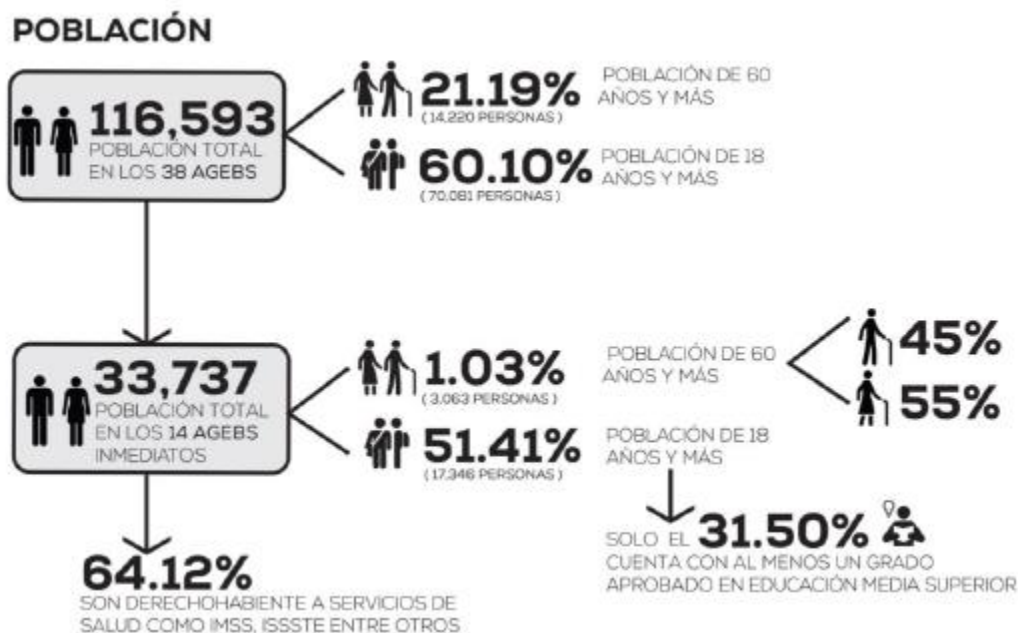 POBLACIÓN
116,593
POBLACIÓN TOTAL
EN LOS 38 AGEBS
21.19%
(14,220 PERSONAS)
POBLACIÓN DE 60
AÑOS Y MÁS
60.10%
(70,081 PERSONAS)
POBLACIÓN DE 18
AÑOS Y MÁS
33,737
POBLACIÓN TOTAL
EN LOS 14 AGEBS
INMEDIATOS
1.03%
(3,063 PERSONAS)
POBLACIÓN DE 60
AÑOS Y MÁS
45%
55%
51.41%
(17,346 PERSONAS)
POBLACIÓN DE 18
AÑOS Y MÁS
SOLO EL 31.50%
CUENTA CON AL MENOS UN GRADO
APROBADO EN EDUCACIÓN MEDIA SUPERIOR
64.12%
SON DERECHOHABIENTE A SERVICIOS DE
SALUD COMO IMSS, ISSSTE ENTRE OTROS